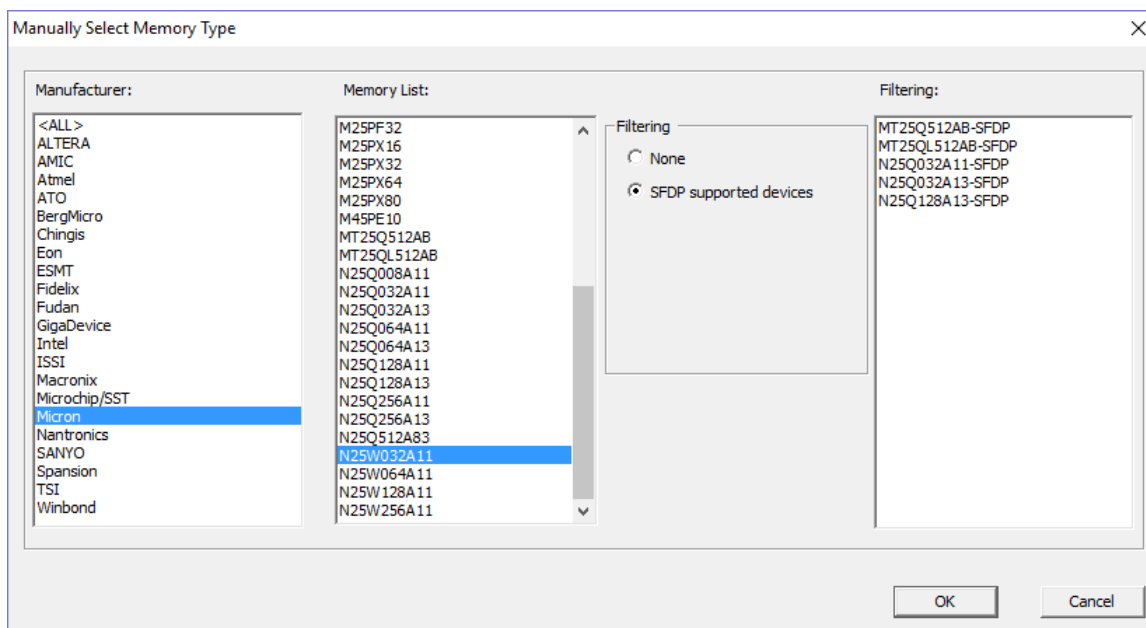 Manually Select Memory Type
Manufacturer:
<ALL>
ALTERA
AMIC
Atmel
ATO
BergMicro
Chingis
Eon
ESMT
Fidelix
Fudan
GigaDevice
Intel
ISSI
Macronix
Microchip/SST
Micron
Nantronics
SANYO
Spansion
TSI
Winbond
Memory List:
M25PF32
M25PX16
M25PX32
M25PX64
M25PX80
M45PE10
MT25Q512AB
MT25QL512AB
N25Q008A11
N25Q032A11
N25Q032A13
N25Q064A11
N25Q064A13
N25Q128A11
N25Q128A13
N25Q256A11
N25Q256A13
N25Q512A83
N25W032A11
N25W064A11
N25W128A11
N25W256A11
Filtering
None
SFDP supported devices
Filtering:
MT25Q512AB-SFDP
MT25QL512AB-SFDP
N25Q032A11-SFDP
N25Q032A13-SFDP
N25Q128A13-SFDP
OK
Cancel